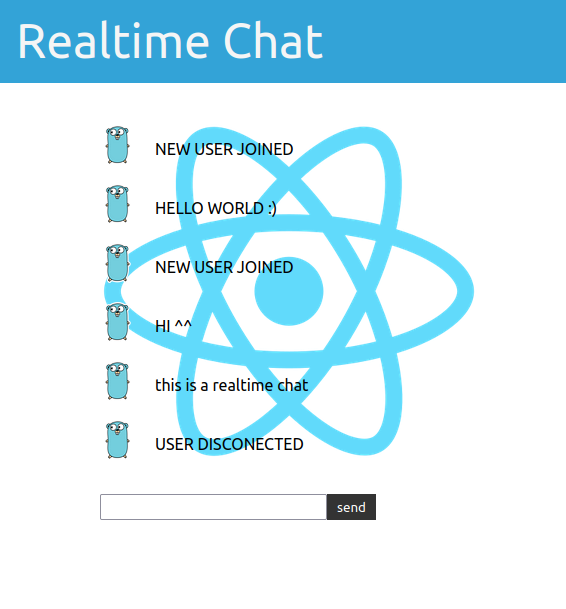 Realtime Chat
NEW USER JOINED
HELLO WORLD :)
NEW USER JOINED
HI ^^
this is a realtime chat
USER DISCONECTED
send